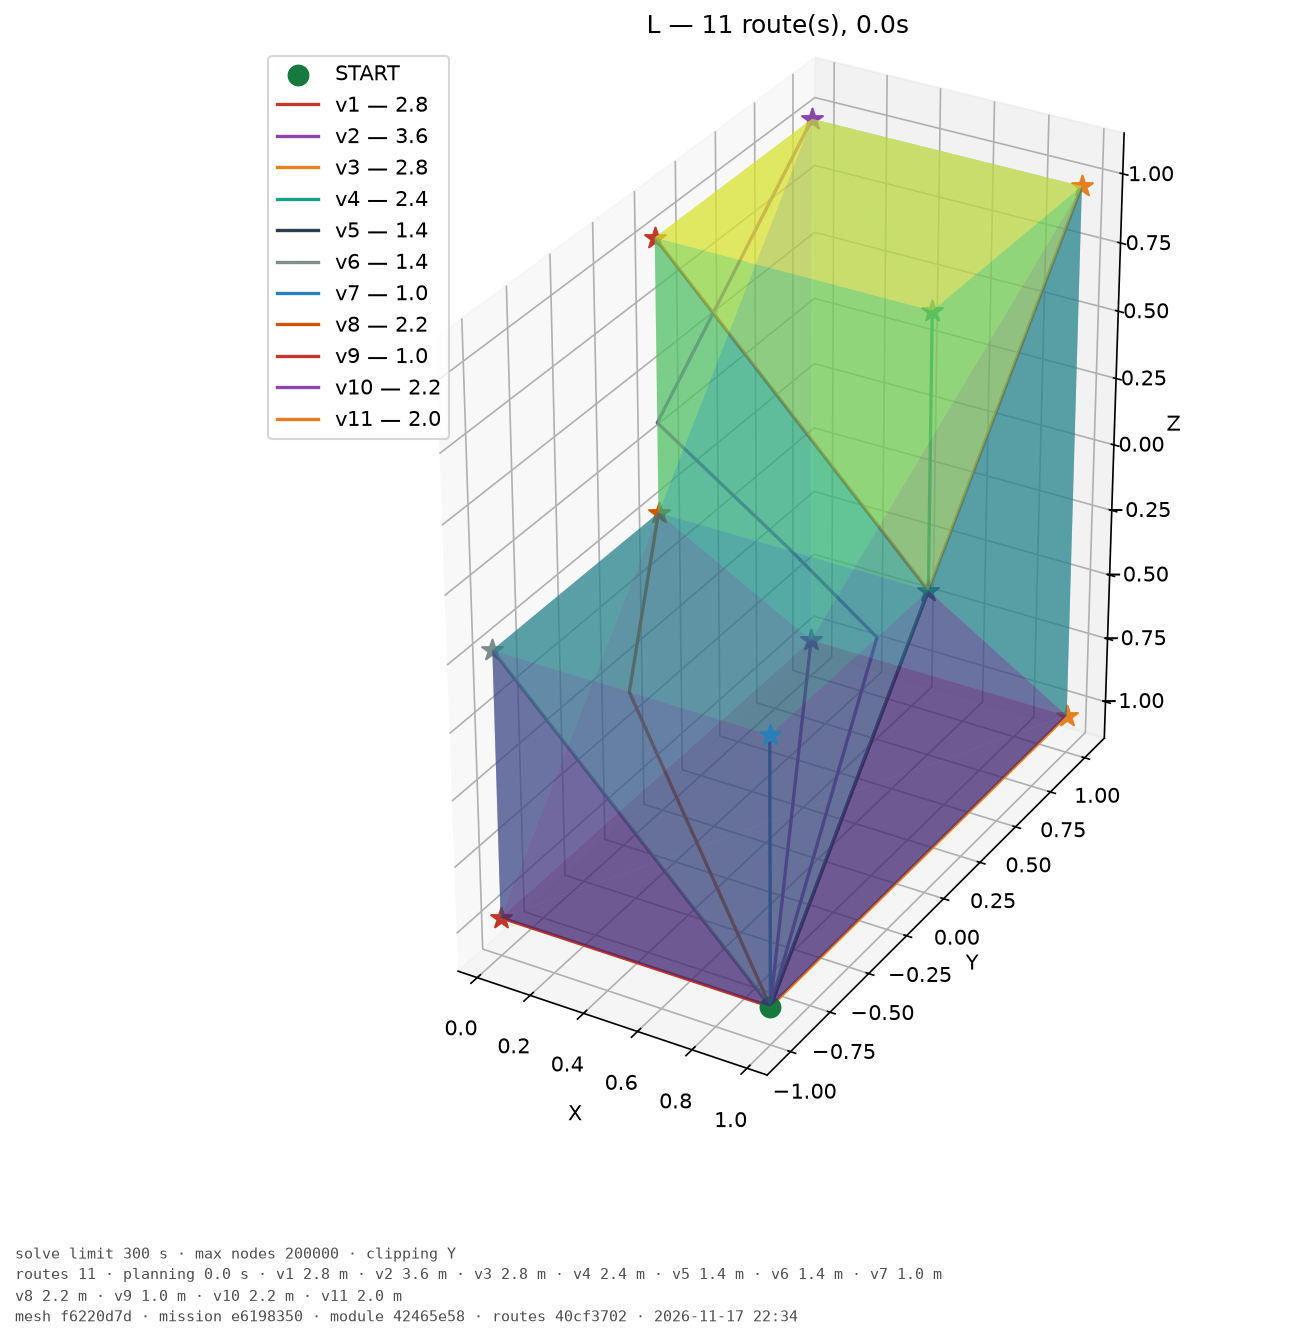 L — 11 route(s), 0.0s
START
v1 — 2.8
v2 — 3.6
v3 — 2.8
v4 — 2.4
v5 — 1.4
v6 — 1.4
v7 — 1.0
v8 — 2.2
v9 — 1.0
v10 — 2.2
v11 — 2.0
1.00
0.75
0.50
0.25
Z
0.00
−0.25
−0.50
−0.75
−1.00
1.00
0.75
0.50
0.25
0.00
Y
−0.25
−0.50
−0.75
−1.00
0.0
0.2
0.4
0.6
0.8
1.0
X
solve limit 300 s · max nodes 200000 · clipping Y
routes 11 · planning 0.0 s · v1 2.8 m · v2 3.6 m · v3 2.8 m · v4 2.4 m · v5 1.4 m · v6 1.4 m · v7 1.0 m
v8 2.2 m · v9 1.0 m · v10 2.2 m · v11 2.0 m
mesh f6220d7d · mission e6198350 · module 42465e58 · routes 40cf3702 · 2026-11-17 22:34